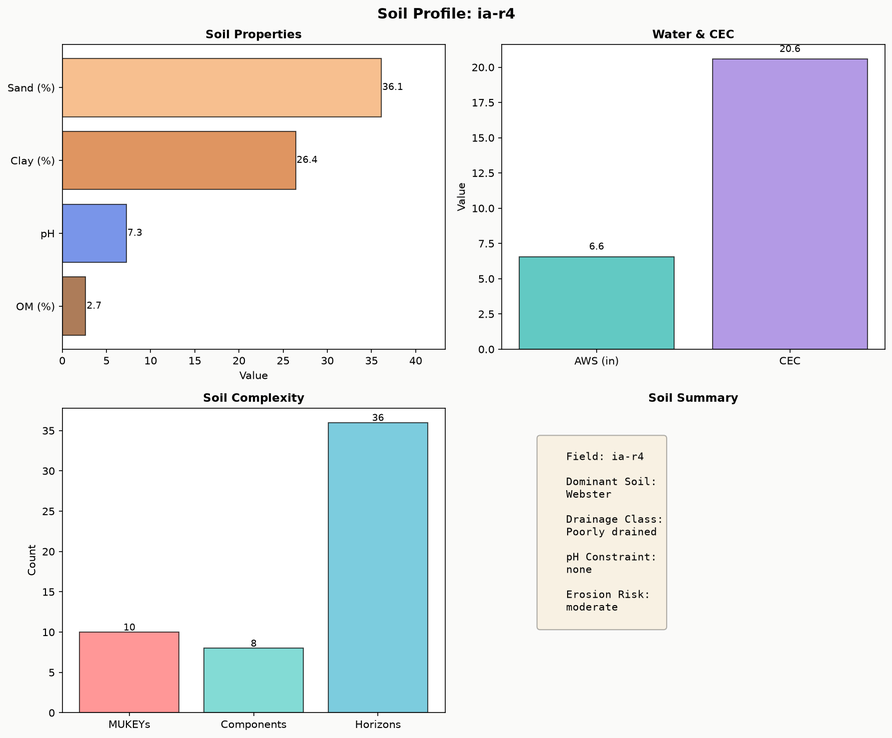 Soil Profile: ia-r4
Soil Properties
Sand (%)
36.1
Clay (%)
26.4
pH
7.3
OM (%)
2.7
0 5 10 15 20 25 30 35 40
Value
Water & CEC
Value
20.0
17.5
15.0
12.5
10.0
7.5
5.0
2.5
0.0
6.6
20.6
AWS (in) CEC
Soil Complexity
Count
35
30
25
20
15
10
5
0
10
8
36
MUKEYs Components Horizons
Soil Summary
Field: ia-r4
Dominant Soil:
Webster
Drainage Class:
Poorly drained
pH Constraint:
none
Erosion Risk:
moderate